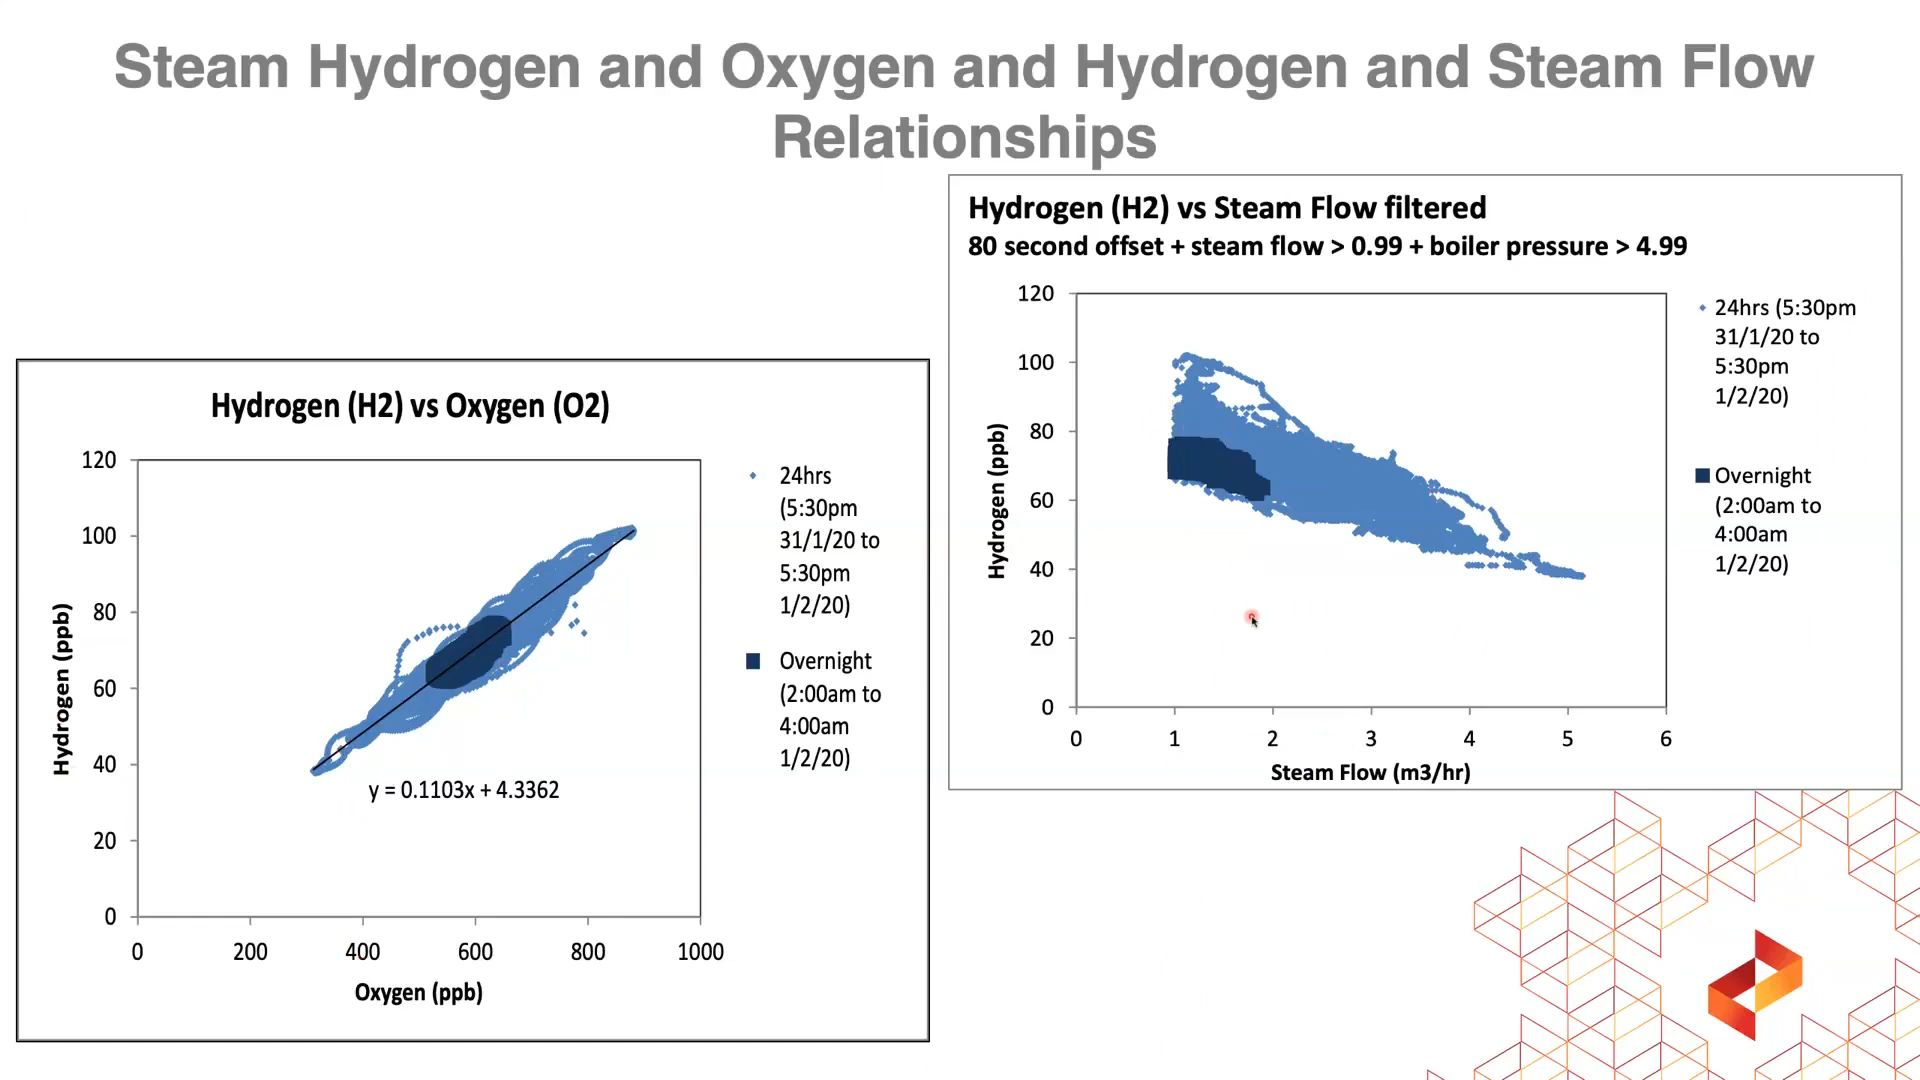 Steam Hydrogen and Oxygen and Hydrogen and Steam Flow
Relationships
Hydrogen (H2) vs Oxygen (O2)
120
100
80
60
40
20
0
Hydrogen (ppb)
y = 0.1103x + 4.3362
0 200 400 600 800 1000
Oxygen (ppb)
24hrs
(5:30pm
31/1/20 to
5:30pm
1/2/20)
Overnight
(2:00am to
4:00am
1/2/20)
Hydrogen (H2) vs Steam Flow filtered
80 second offset + steam flow > 0.99 + boiler pressure > 4.99
120
100
80
60
40
20
0
Hydrogen (ppb)
0 1 2 3 4 5 6
Steam Flow (m3/hr)
24hrs (5:30pm
31/1/20 to
5:30pm
1/2/20)
Overnight
(2:00am to
4:00am
1/2/20)